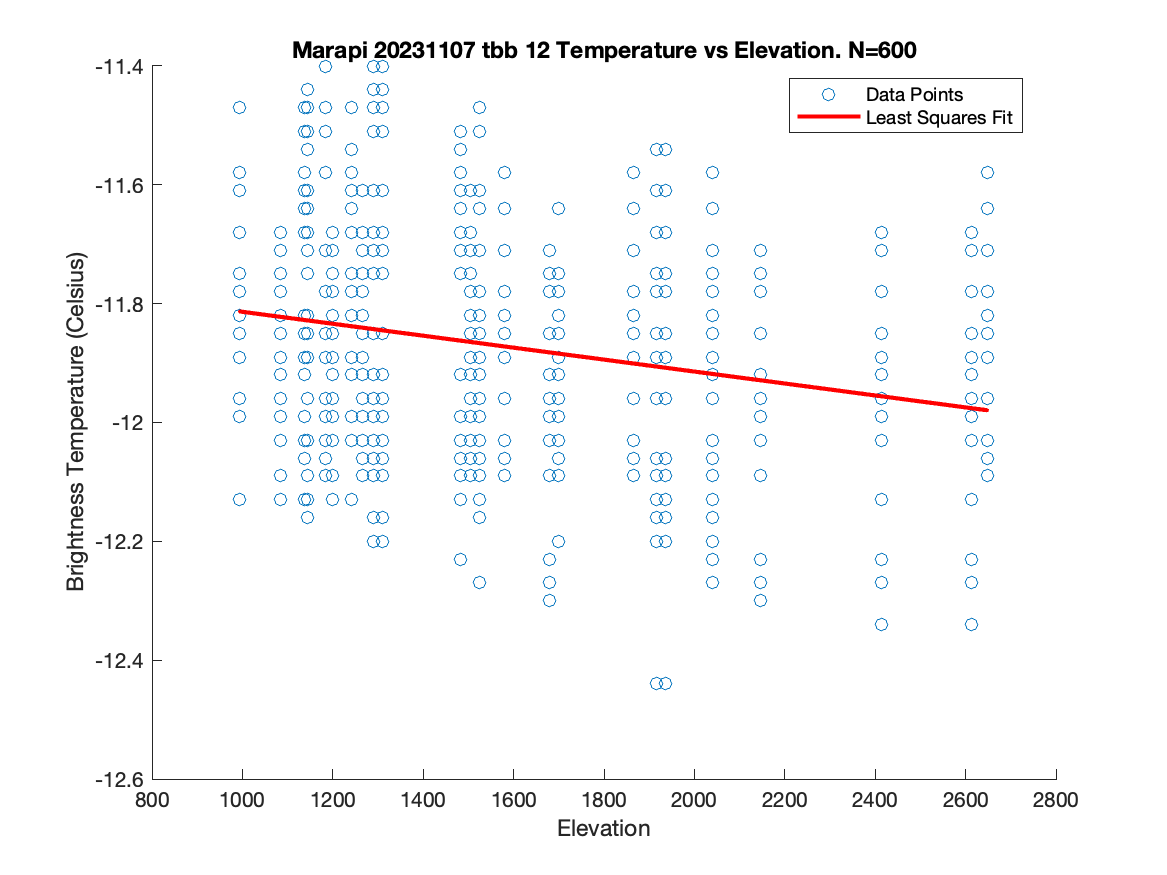 Marapi 20231107 tbb 12 Temperature vs Elevation. N=600
Data Points
Least Squares Fit
Brightness Temperature (Celsius)
-11.4
-11.6
-11.8
-12
-12.2
-12.4
-12.6
800 1000 1200 1400 1600 1800 2000 2200 2400 2600 2800
Elevation